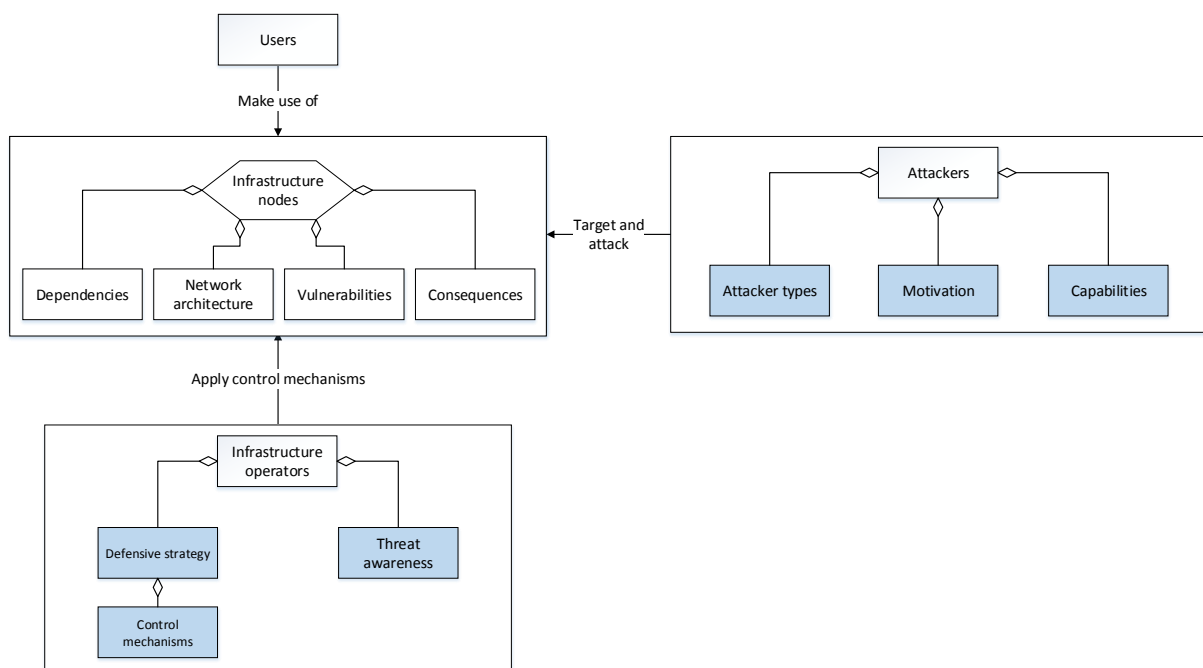 Users
Make use of
Infrastructure
nodes
Dependencies
Network
architecture
Vulnerabilities
Consequences
Target and
attack
Attackers
Attacker types
Motivation
Capabilities
Apply control mechanisms
Infrastructure
operators
Defensive strategy
Threat
awareness
Control
mechanisms